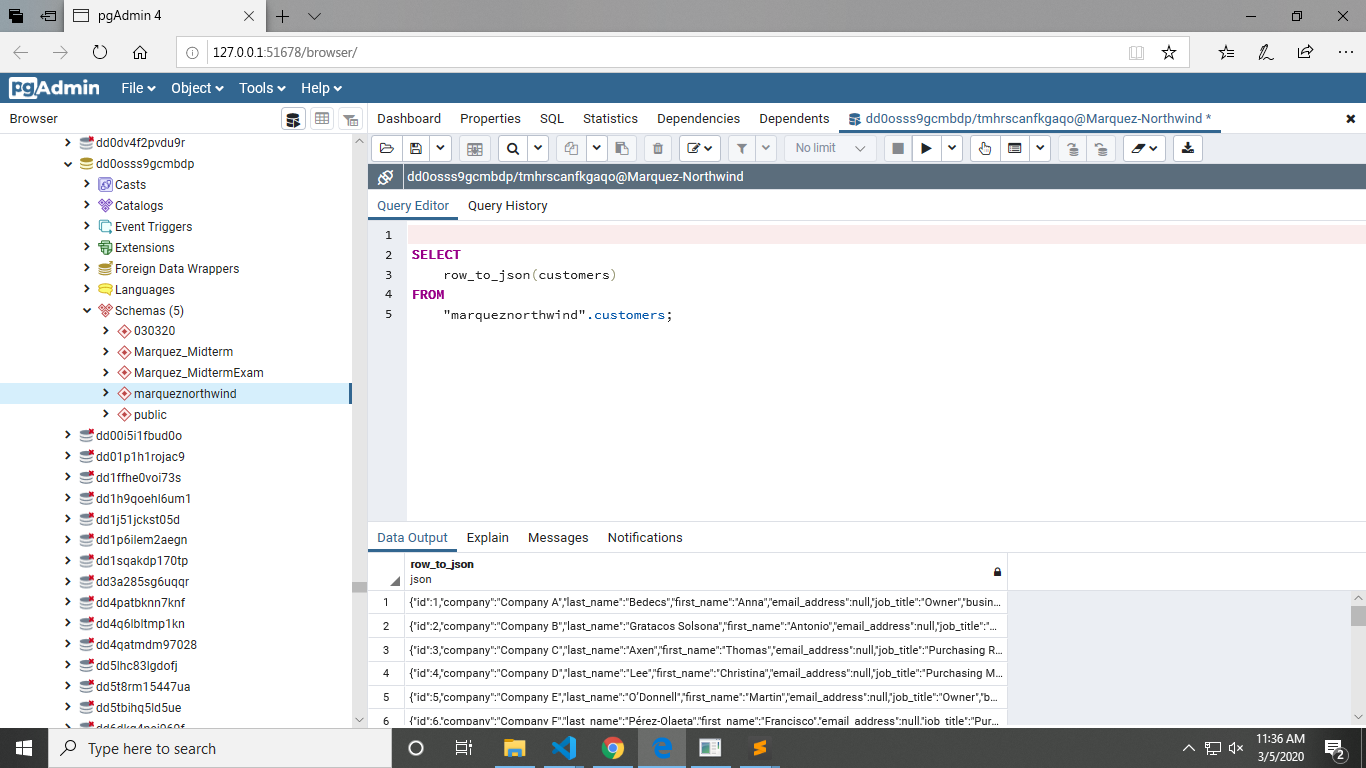 pgAdmin 4
127.0.0.1:51678/browser/
pgAdmin
File
Object
Tools
Help
Browser
Dashboard
Properties
SQL
Statistics
Dependencies
Dependents
dd0osss9gcmbdp/tmhrscanfkgaqo@Marquez-Northwind *
dd0dv4f2pvdu9r
dd0osss9gcmbdp
Casts
Catalogs
Event Triggers
Extensions
Foreign Data Wrappers
Languages
Schemas (5)
030320
Marquez_Midterm
Marquez_MidtermExam
marqueznorthwind
public
dd00i5i1fbud0o
dd01p1h1rojac9
dd1ffhe0voi73s
dd1h9qoehl6um1
dd1j51jckst05d
dd1p6ilem2aegn
dd1sqakdp170tp
dd3a285sg6uqqr
dd4patbknn7knf
dd4q6lbltmp1kn
dd4qatmdm97028
dd5lhc83lgdofj
dd5t8rm15447ua
dd5tbihq5ld5ue
No limit
dd0osss9gcmbdp/tmhrscanfkgaqo@Marquez-Northwind
Query Editor
Query History
1
2 SELECT
3 row_to_json(customers)
4 FROM
5 "marqueznorthwind".customers;
Data Output
Explain
Messages
Notifications
row_to_json
json
1 {"id":1,"company":"Company A","last_name":"Bedecs","first_name":"Anna","email_address":null,"job_title":"Owner","busin...
2 {"id":2,"company":"Company B","last_name":"Gratacos Solsona","first_name":"Antonio","email_address":null,"job_title":"...
3 {"id":3,"company":"Company C","last_name":"Axen","first_name":"Thomas","email_address":null,"job_title":"Purchasing R...
4 {"id":4,"company":"Company D","last_name":"Lee","first_name":"Christina","email_address":null,"job_title":"Purchasing M...
5 {"id":5,"company":"Company E","last_name":"O'Donnell","first_name":"Martin","email_address":null,"job_title":"Owner","b...
6 {"id":6,"company":"Company F","last_name":"Pérez-Olaeta","first_name":"Francisco","email_address":null,"job_title":"Pur...
Type here to search
11:36 AM
3/5/2020
2